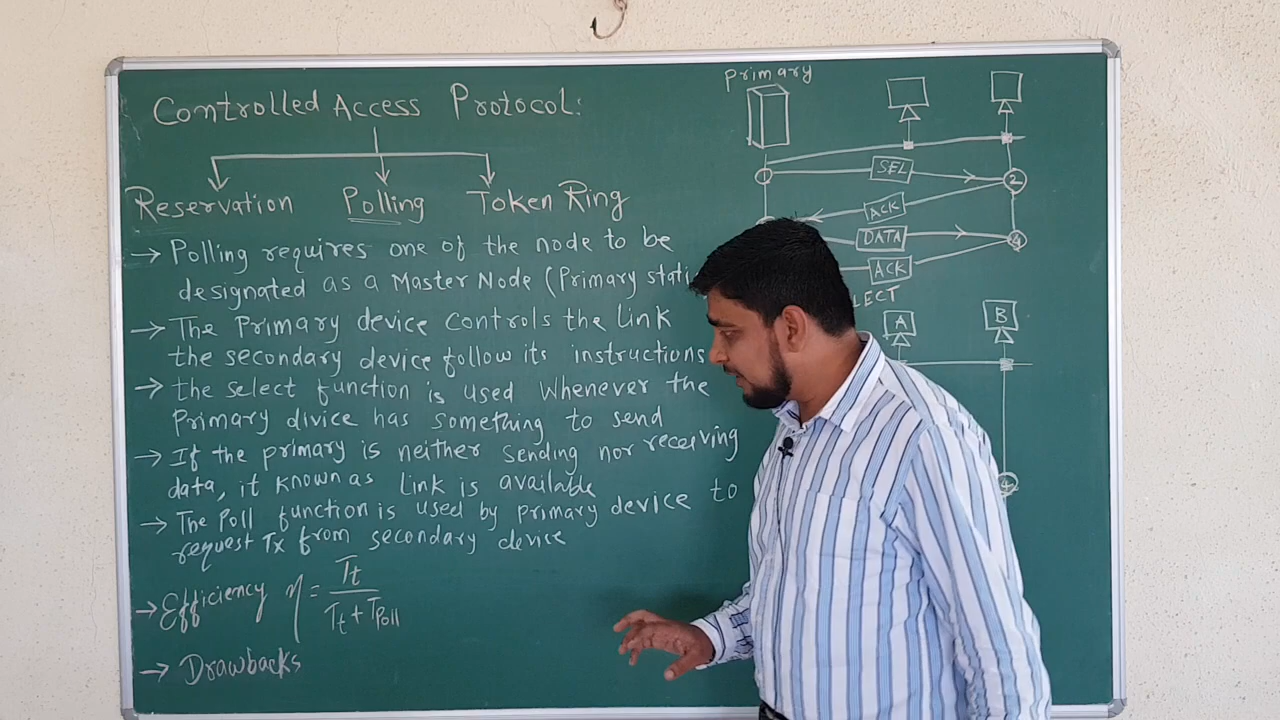 Controlled Access Protocol:
Reservation Polling Token Ring
→ Polling requires one of the node to be
designated as a Master Node (Primary stati
→ The Primary device controls the Link
the secondary device follow its instructions
→ the select function is used Whenever the
Primary divice has something to send
→ If the primary is neither sending nor receiving
data, it known as Link is available
→ The Poll function is used by primary device to
request Tx from secondary device
→ Efficiency η = Tt / Tt + TPoll
→ Drawbacks
Primary
1 SEL 2
ACK
DATA 4
ACK
LECT
A B